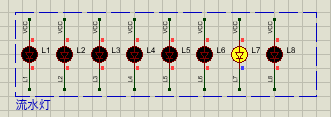 VCC VCC VCC VCC VCC VCC VCC VCC
L1 L2 L3 L4 L5 L6 L7 L8
L1 L2 L3 L4 L5 L6 L7 L8
流水灯